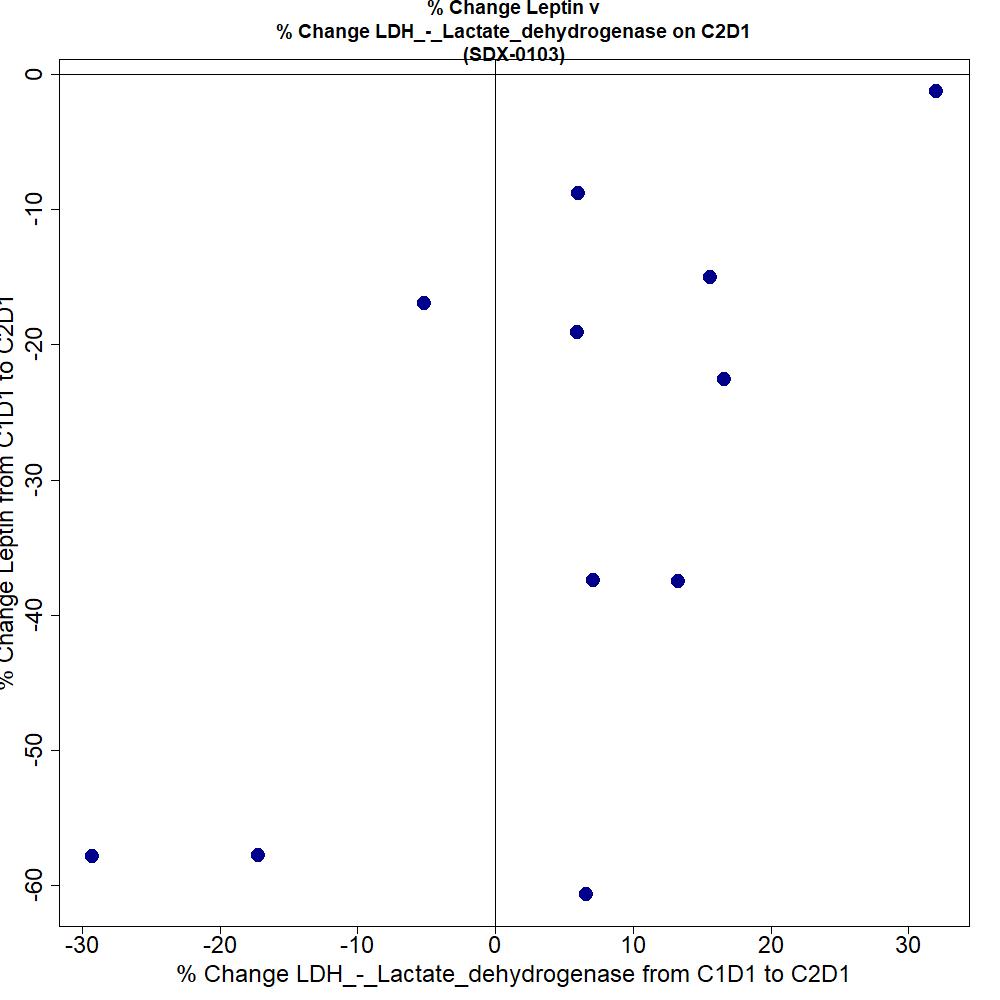 % Change Leptin v
% Change LDH_-_Lactate_dehydrogenase on C2D1
(SDX-0103)
0
-10
-20
-30
-40
-50
-60
% Change Leptin from C1D1 to C2D1
-30
-20
-10
0
10
20
30
% Change LDH_-_Lactate_dehydrogenase from C1D1 to C2D1